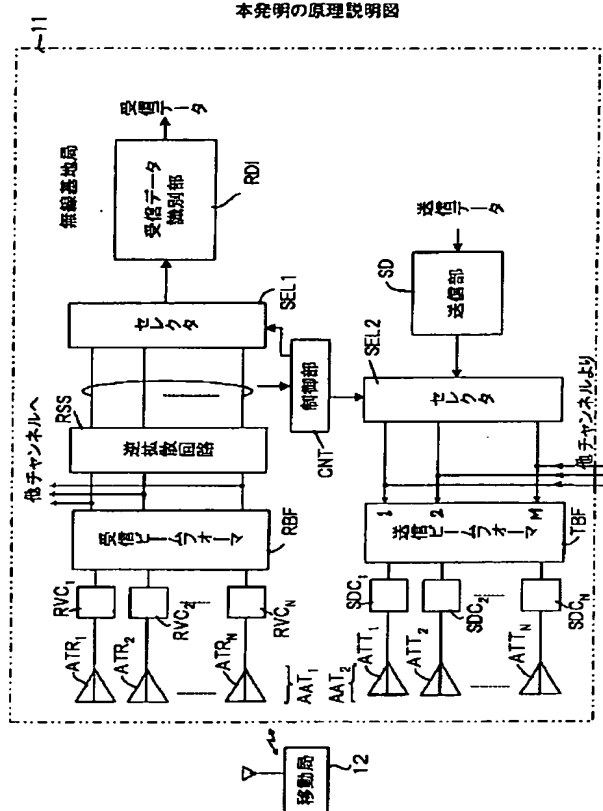 本発明の原理説明図
11
無線基地局
受信データ
受信データ
識別部
RDI
セレクタ
SEL1
他チャンネルへ
RSS
逆拡散回路
受信ビームフォーマ
RBF
RVC1
RVC2
RVCN
ATR1
ATR2
ATRN
AAT1
制御部
CNT
送信データ
SD
送信部
SEL2
セレクタ
他チャンネルより
1
2
M
送信ビームフォーマ
TBF
SDC1
SDC2
SDCN
AAT2
ATT1
ATT2
ATTN
移動局
12